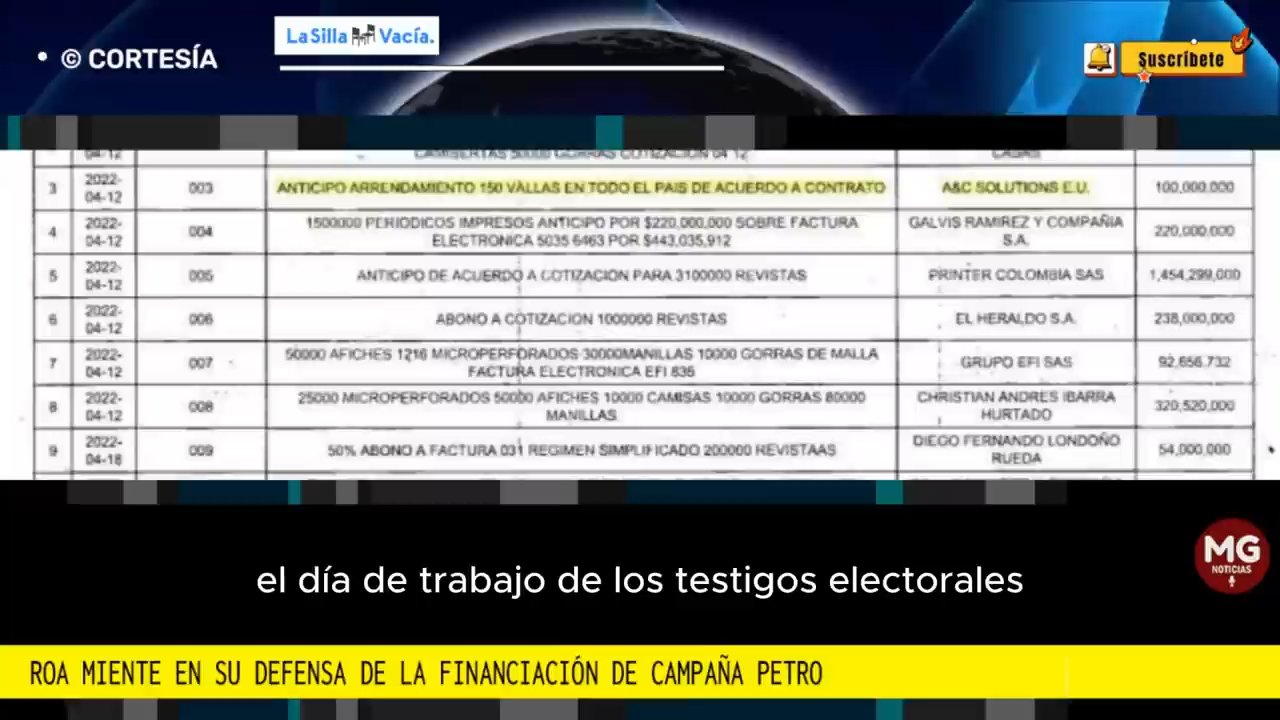 • © CORTESÍA
LaSilla Vacía.
Suscríbete
04-12
CAMISERTAS 50000 GORRAS COTIZACION 04 12
CASAS
3 2022-04-12 003 ANTICIPO ARRENDAMIENTO 150 VALLAS EN TODO EL PAIS DE ACUERDO A CONTRATO A&C SOLUTIONS E.U. 100,000,000
4 2022-04-12 004 1500000 PERIODICOS IMPRESOS ANTICIPO POR $220,000,000 SOBRE FACTURA ELECTRONICA 5035 6463 POR $443,035,912 GALVIS RAMIREZ Y COMPAÑIA S.A. 220,000,000
5 2022-04-12 005 ANTICIPO DE ACUERDO A COTIZACION PARA 3100000 REVISTAS PRINTER COLOMBIA SAS 1,454,299,000
6 2022-04-12 006 ABONO A COTIZACION 1000000 REVISTAS EL HERALDO S.A. 238,000,000
7 2022-04-12 007 50000 AFICHES 1216 MICROPERFORADOS 30000MANILLAS 10000 GORRAS DE MALLA FACTURA ELECTRONICA EFI 835 GRUPO EFI SAS 92,656,732
8 2022-04-12 008 25000 MICROPERFORADOS 50000 AFICHES 10000 CAMISAS 10000 GORRAS 80000 MANILLAS CHRISTIAN ANDRES IBARRA HURTADO 320,520,000
9 2022-04-18 009 50% ABONO A FACTURA 031 REGIMEN SIMPLIFICADO 200000 REVISTAAS DIEGO FERNANDO LONDOÑO RUEDA 54,000,000
MG
NOTICIAS
el día de trabajo de los testigos electorales
ROA MIENTE EN SU DEFENSA DE LA FINANCIACIÓN DE CAMPAÑA PETRO